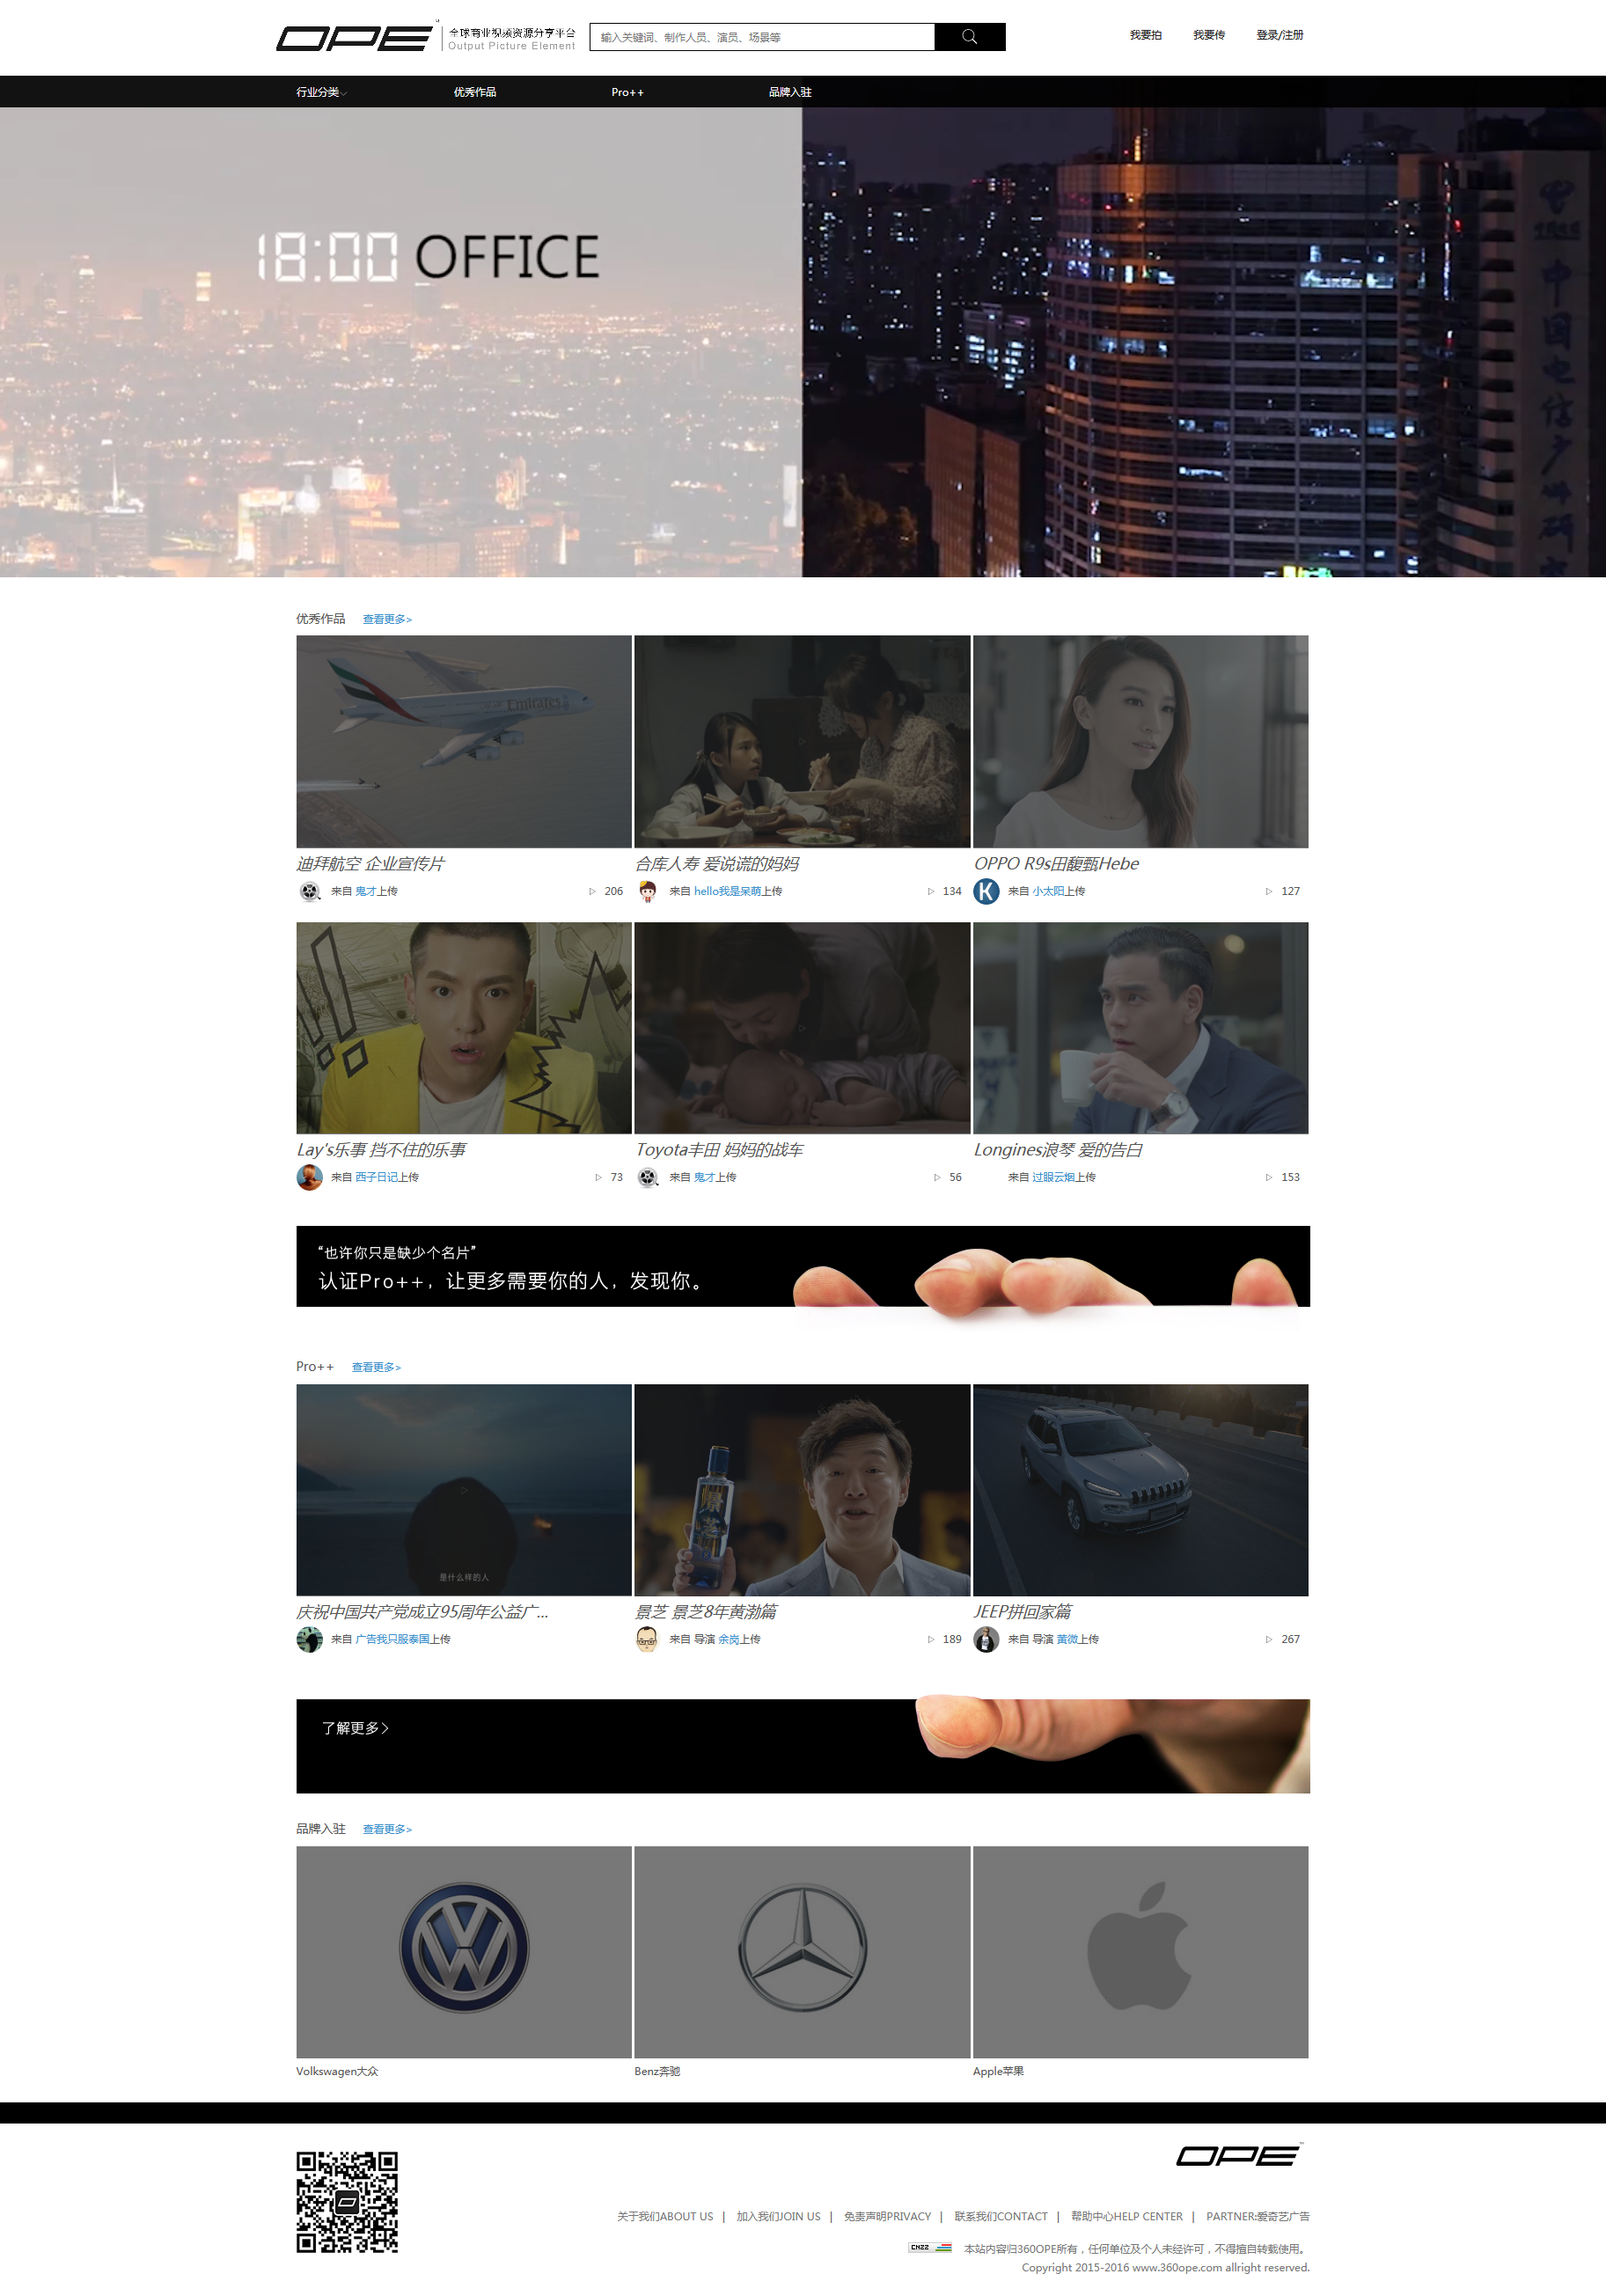 OPE
全球商业视频资源分享平台
Output Picture Element
输入关键词、制作人员、演员、场景等
我要拍 我要传 登录/注册
行业分类 优秀作品 Pro++ 品牌入驻
18:00 OFFICE
中国电信
优秀作品 查看更多>
Emirates
迪拜航空 企业宣传片 合库人寿 爱说谎的妈妈 OPPO R9s田馥甄Hebe
来自 鬼才上传 206 来自 hello我是呆萌上传 134 K 来自 小太阳上传 127
Lay's乐事 挡不住的乐事 Toyota丰田 妈妈的战车 Longines浪琴 爱的告白
来自 西子日记上传 73 来自 鬼才上传 56 来自 过眼云烟上传 153
“也许你只是缺少个名片”
认证Pro++，让更多需要你的人，发现你。
Pro++ 查看更多>
是什么样的人
庆祝中国共产党成立95周年公益广... 景芝 景芝8年黄渤篇 JEEP拼回家篇
来自 广告我只服泰国上传 来自 导演 余岗上传 189 来自 导演 黄微上传 267
了解更多>
品牌入驻 查看更多>
Volkswagen大众 Benz奔驰 Apple苹果
OPE
关于我们ABOUT US | 加入我们JOIN US | 免责声明PRIVACY | 联系我们CONTACT | 帮助中心HELP CENTER | PARTNER:爱奇艺广告
CNZZ 本站内容归360OPE所有，任何单位及个人未经许可，不得擅自转载使用。
Copyright 2015-2016 www.360ope.com allright reserved.